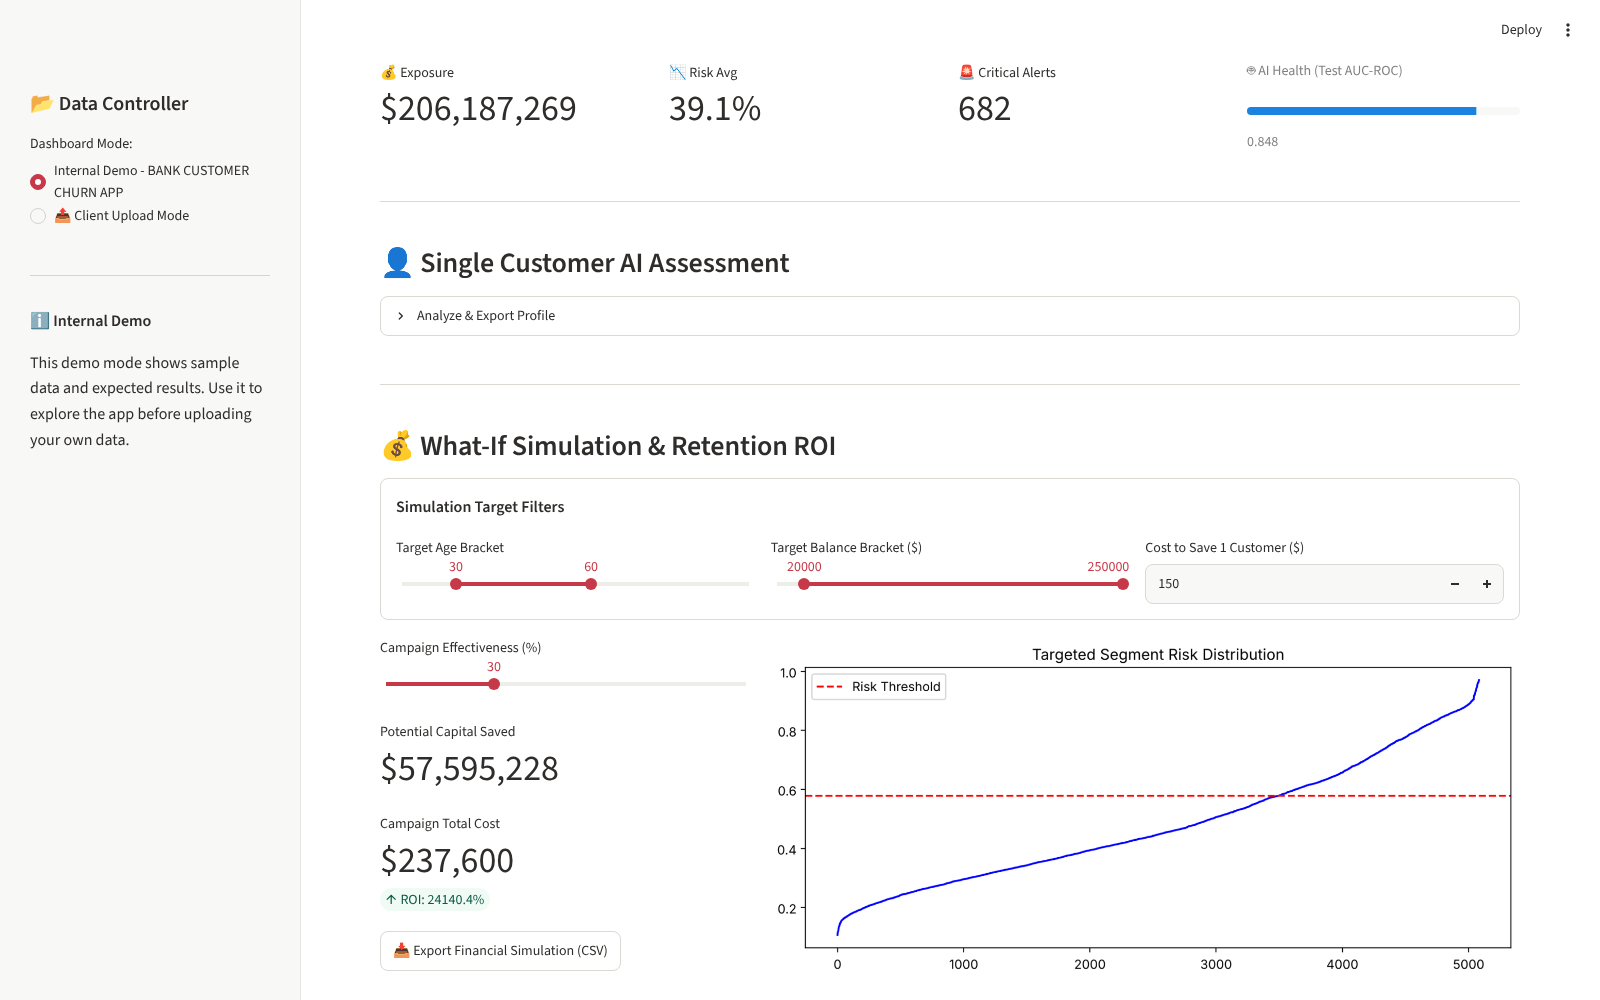 Deploy
📂 Data Controller
Dashboard Mode:
Internal Demo - BANK CUSTOMER
CHURN APP
📤 Client Upload Mode
ℹ️ Internal Demo
This demo mode shows sample
data and expected results. Use it to
explore the app before uploading
your own data.
💰 Exposure
$206,187,269
📉 Risk Avg
39.1%
🚨 Critical Alerts
682
AI Health (Test AUC-ROC)
0.848
👤 Single Customer AI Assessment
Analyze & Export Profile
💰 What-If Simulation & Retention ROI
Simulation Target Filters
Target Age Bracket
30 60
Target Balance Bracket ($)
20000 250000
Cost to Save 1 Customer ($)
150
Campaign Effectiveness (%)
30
Potential Capital Saved
$57,595,228
Campaign Total Cost
$237,600
↑ ROI: 24140.4%
📥 Export Financial Simulation (CSV)
Targeted Segment Risk Distribution
Risk Threshold
1.0
0.8
0.6
0.4
0.2
0 1000 2000 3000 4000 5000